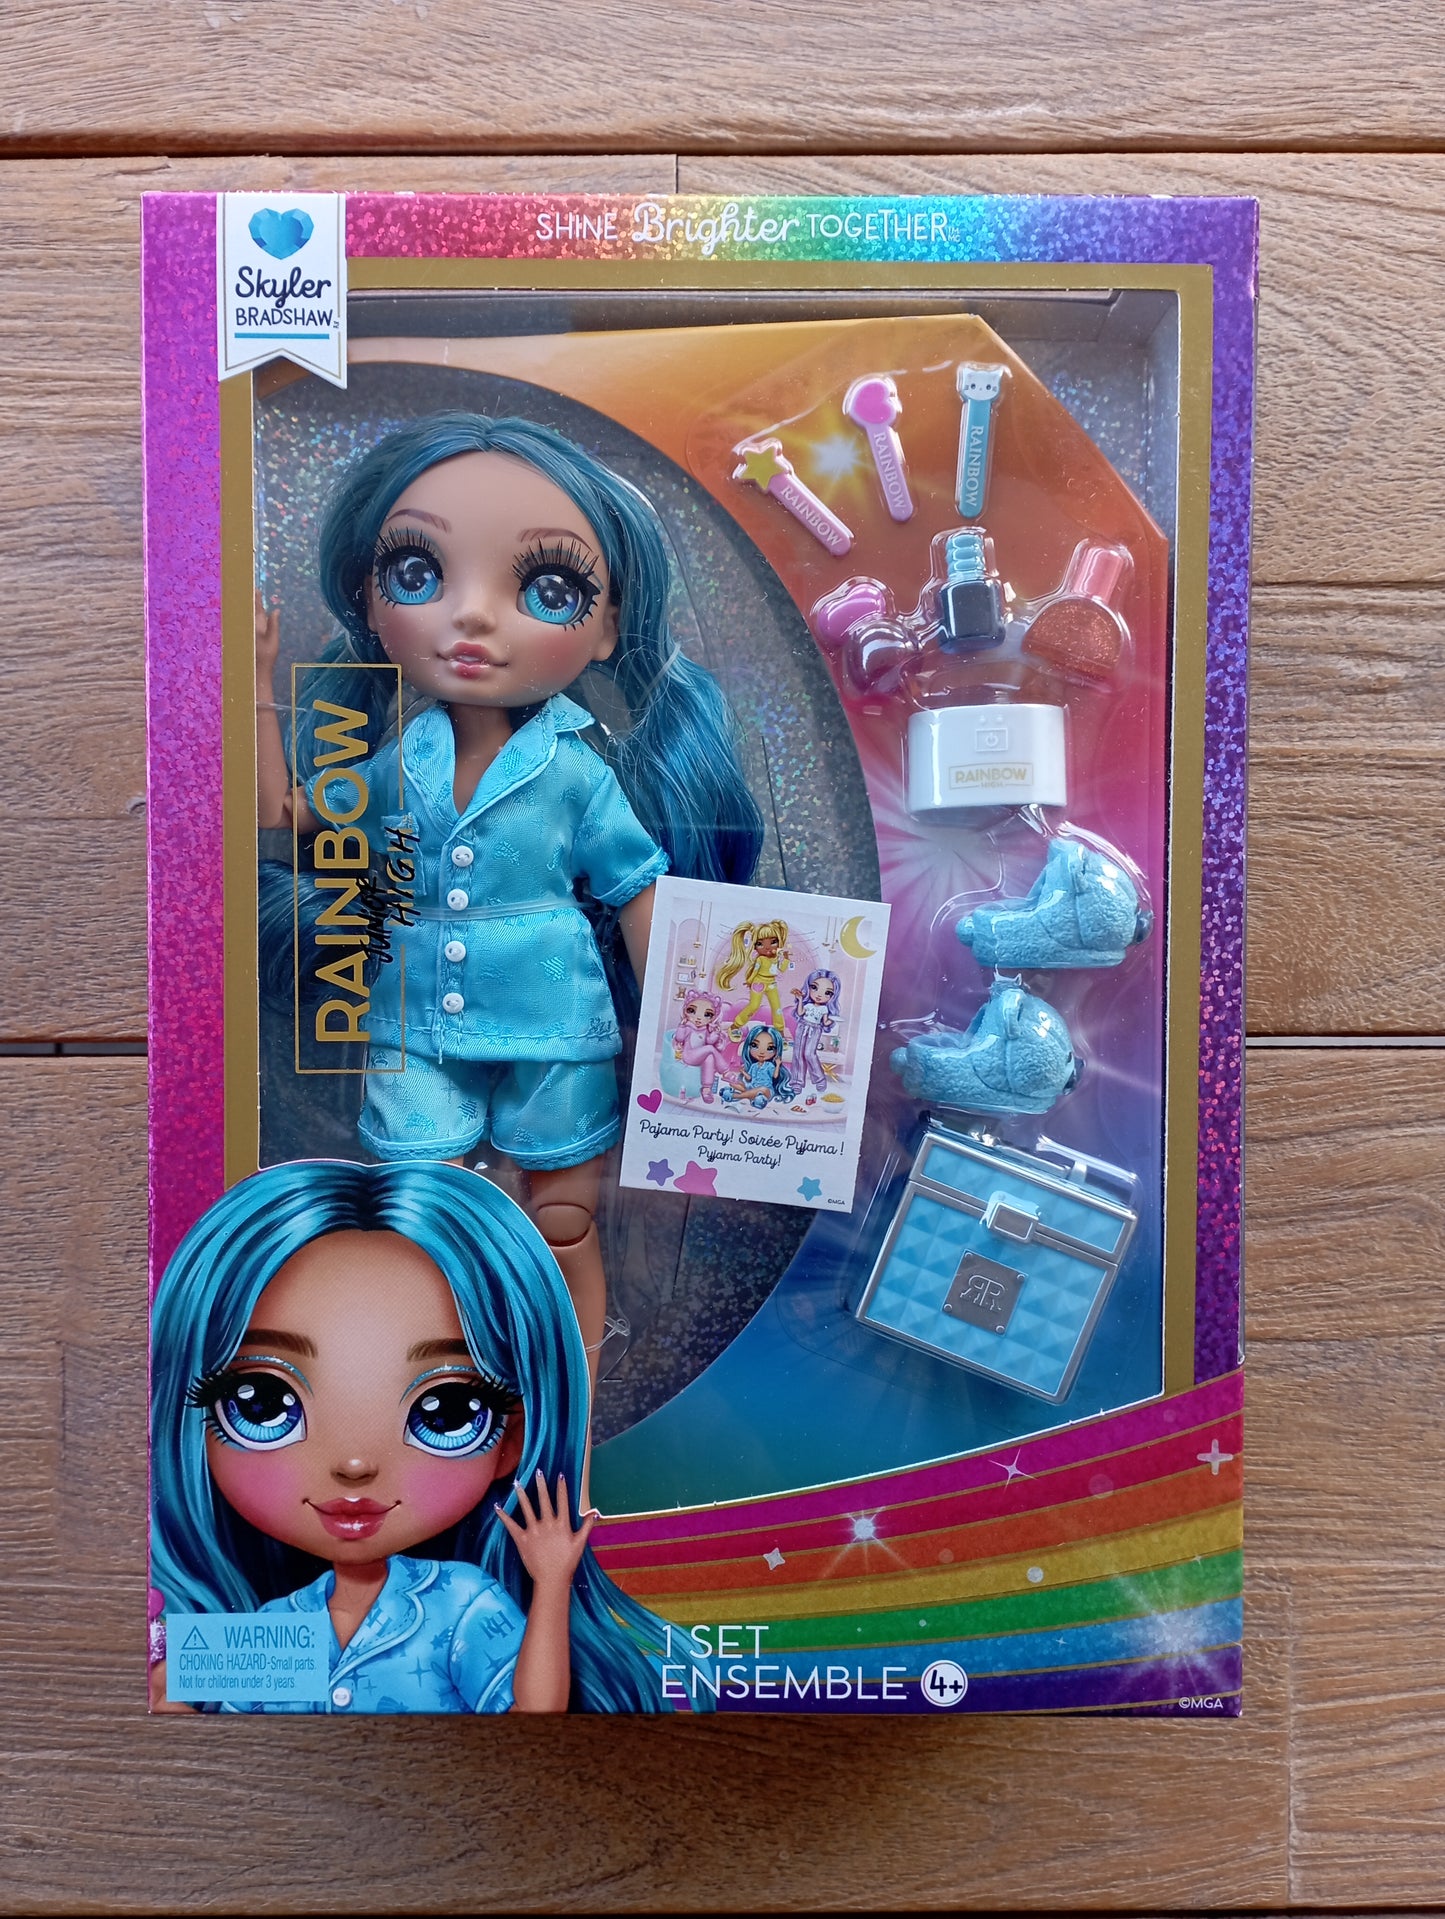 SHINE Brighter TOGETHER
Skyler
BRADSHAW
RAINBOW
RAINBOW
RAINBOW
RAINBOW
JUNIOR
HIGH
RAINBOW
HIGH
Pajama Party! Soirée Pyjama !
Pyjama Party!
©MGA
RR
⚠ WARNING:
CHOKING HAZARD-Small parts.
Not for children under 3 years.
1 SET
ENSEMBLE 4+
©MGA